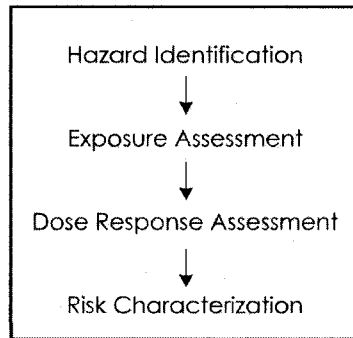 Hazard Identification
Exposure Assessment
Dose Response Assessment
Risk Characterization